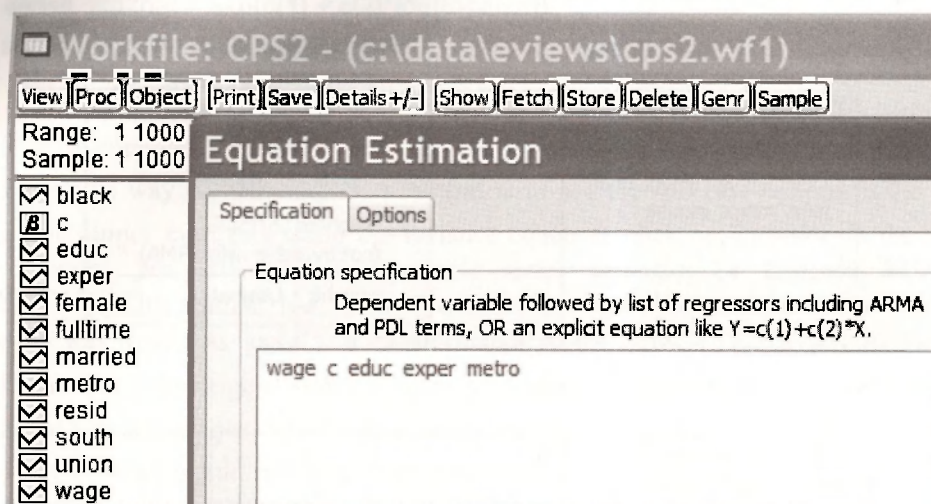 Workfile: CPS2 - (c:\data\eviews\cps2.wf1)
View Proc Object Print Save Details+/- Show Fetch Store Delete Genr Sample
Range: 1 1000
Sample: 1 1000
Equation Estimation
black
c
educ
exper
female
fulltime
married
metro
resid
south
union
wage
Specification Options
Equation specification
Dependent variable followed by list of regressors including ARMA
and PDL terms, OR an explicit equation like Y=c(1)+c(2)*X.
wage c educ exper metro